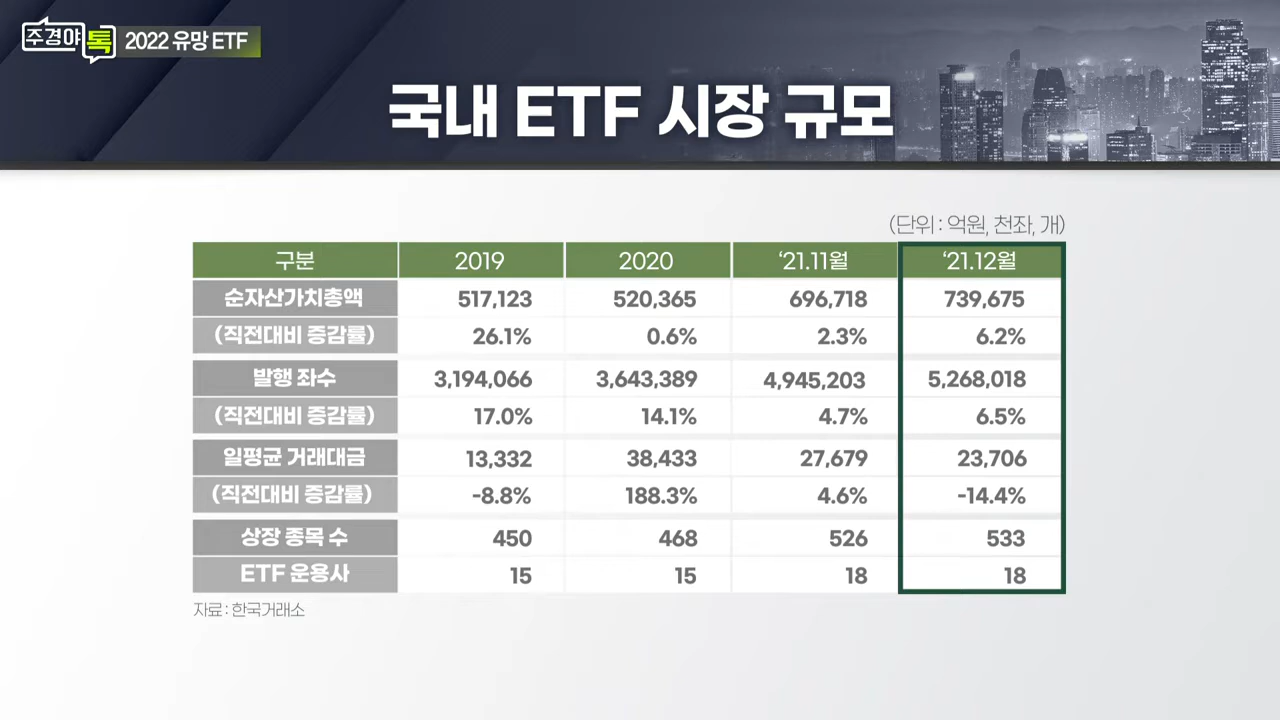 주경야톡 2022 유망 ETF
국내 ETF 시장 규모
(단위 : 억원, 천좌, 개)
구분 2019 2020 ‘21.11월 ‘21.12월
순자산가치총액 517,123 520,365 696,718 739,675
(직전대비 증감률) 26.1% 0.6% 2.3% 6.2%
발행 좌수 3,194,066 3,643,389 4,945,203 5,268,018
(직전대비 증감률) 17.0% 14.1% 4.7% 6.5%
일평균 거래대금 13,332 38,433 27,679 23,706
(직전대비 증감률) -8.8% 188.3% 4.6% -14.4%
상장 종목 수 450 468 526 533
ETF 운용사 15 15 18 18
자료 : 한국거래소